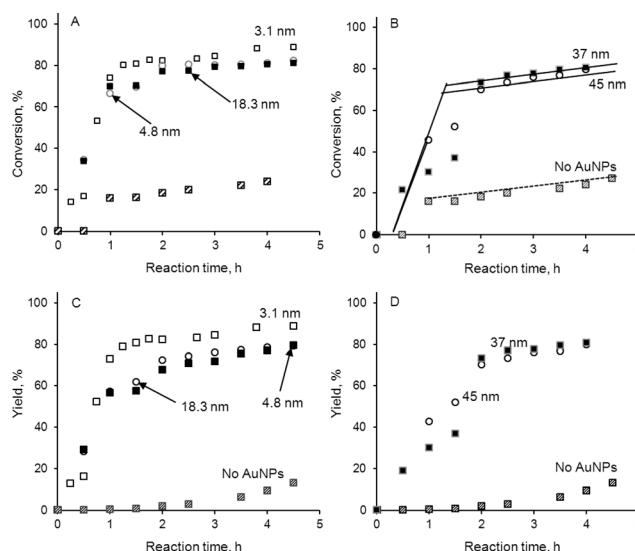 A
3.1 nm
4.8 nm
18.3 nm
Conversion, %
100
80
60
40
20
0
0 1 2 3 4 5
Reaction time, h
B
37 nm
45 nm
No AuNPs
Conversion, %
100
80
60
40
20
0
0 1 2 3 4 5
Reaction time, h
C
3.1 nm
18.3 nm
4.8 nm
No AuNPs
Yield, %
100
80
60
40
20
0
0 1 2 3 4 5
Reaction time, h
D
37 nm
45 nm
No AuNPs
Yield, %
100
80
60
40
20
0
0 1 2 3 4 5
Reaction time, h